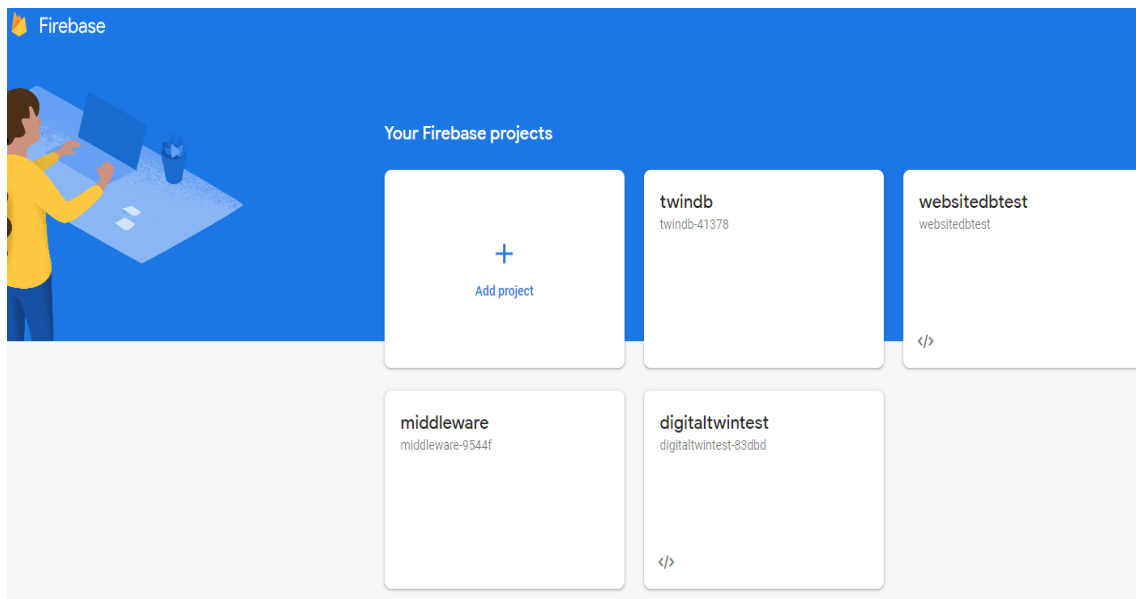 Firebase
Your Firebase projects
+
Add project
twindb
twindb-41378
websitedbtest
websitedbtest
</>
middleware
middleware-9544f
digitaltwintest
digitaltwintest-83dbd
</>